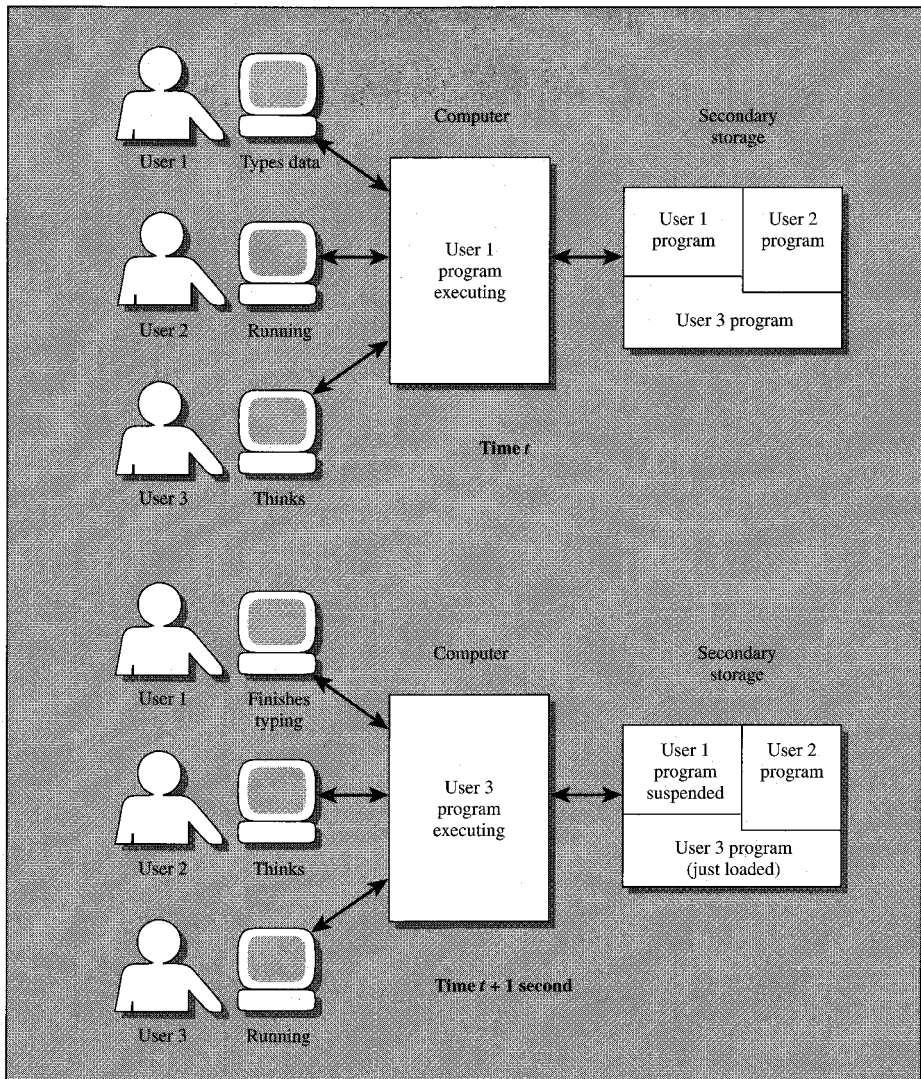 Computer
Secondary
storage
User 1
Types data
User 1
program
executing
User 1
program
User 2
program
User 3 program
User 2
Running
User 3
Thinks
Time t
Computer
Secondary
storage
User 1
Finishes
typing
User 3
program
executing
User 1
program
suspended
User 2
program
User 3 program
(just loaded)
User 2
Thinks
Time t + 1 second
User 3
Running